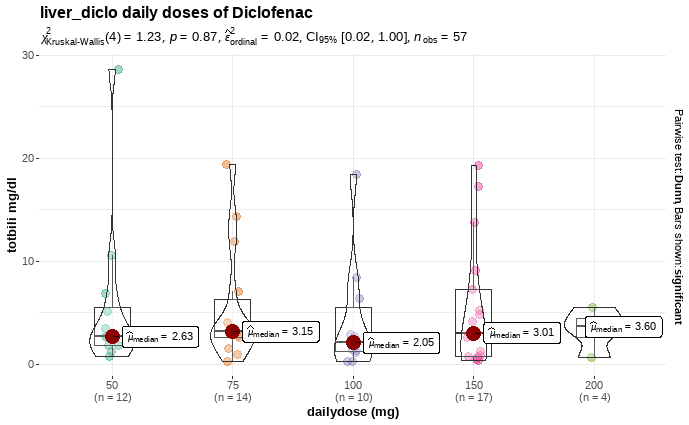 liver_diclo daily doses of Diclofenac
χ²Kruskal-Wallis(4) = 1.23, p = 0.87, ε̂²ordinal = 0.02, CI95% [0.02, 1.00], nobs = 57
totbili mg/dl
30
20
10
0
μ̂median = 2.63
μ̂median = 3.15
μ̂median = 2.05
μ̂median = 3.01
μ̂median = 3.60
50
(n = 12)
75
(n = 14)
100
(n = 10)
150
(n = 17)
200
(n = 4)
dailydose (mg)
Pairwise test: Dunn, Bars shown: significant